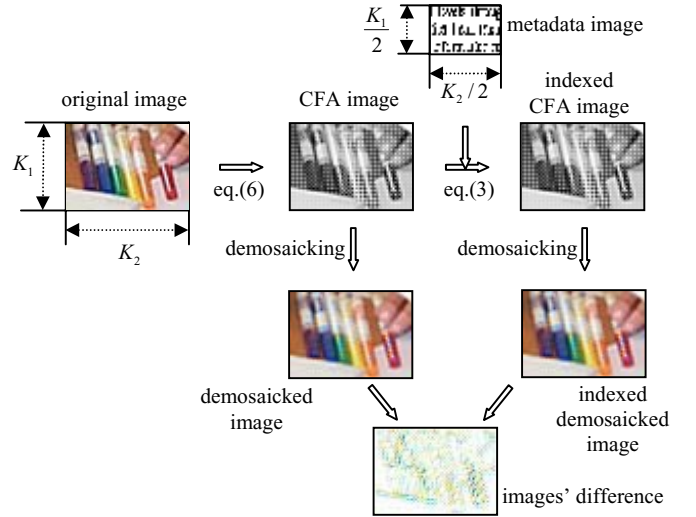 K₁
2
metadata image
K₂ / 2
original image
CFA image
indexed
CFA image
K₁
eq.(6)
eq.(3)
K₂
demosaicking
demosaicking
demosaicked
image
indexed
demosaicked
image
images’ difference